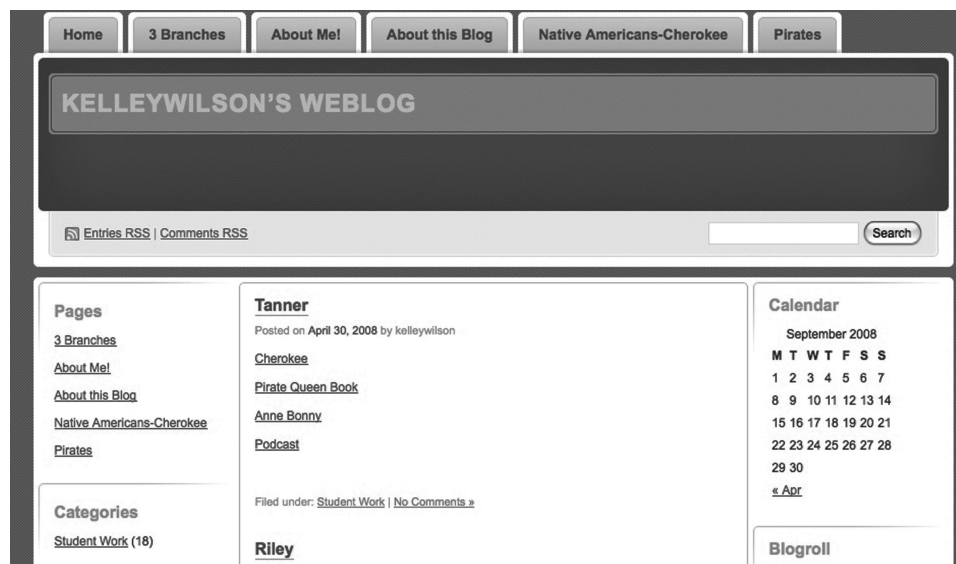 Home 3 Branches About Me! About this Blog Native Americans-Cherokee Pirates
KELLEYWILSON'S WEBLOG
Entries RSS | Comments RSS
Search
Pages
3 Branches
About Me!
About this Blog
Native Americans-Cherokee
Pirates
Categories
Student Work (18)
Tanner
Posted on April 30, 2008 by kelleywilson
Cherokee
Pirate Queen Book
Anne Bonny
Podcast
Filed under: Student Work | No Comments »
Riley
Calendar
September 2008
M T W T F S S
1 2 3 4 5 6 7
8 9 10 11 12 13 14
15 16 17 18 19 20 21
22 23 24 25 26 27 28
29 30
« Apr
Blogroll